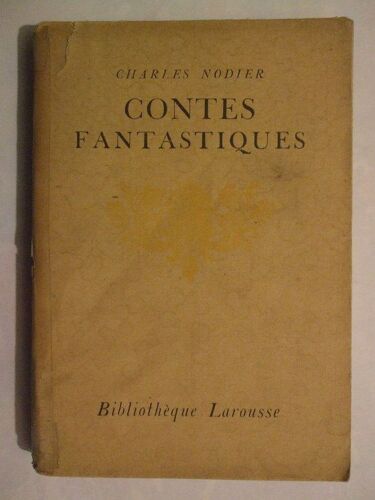 CHARLES NODIER
CONTES
FANTASTIQUES
Bibliothèque Larousse